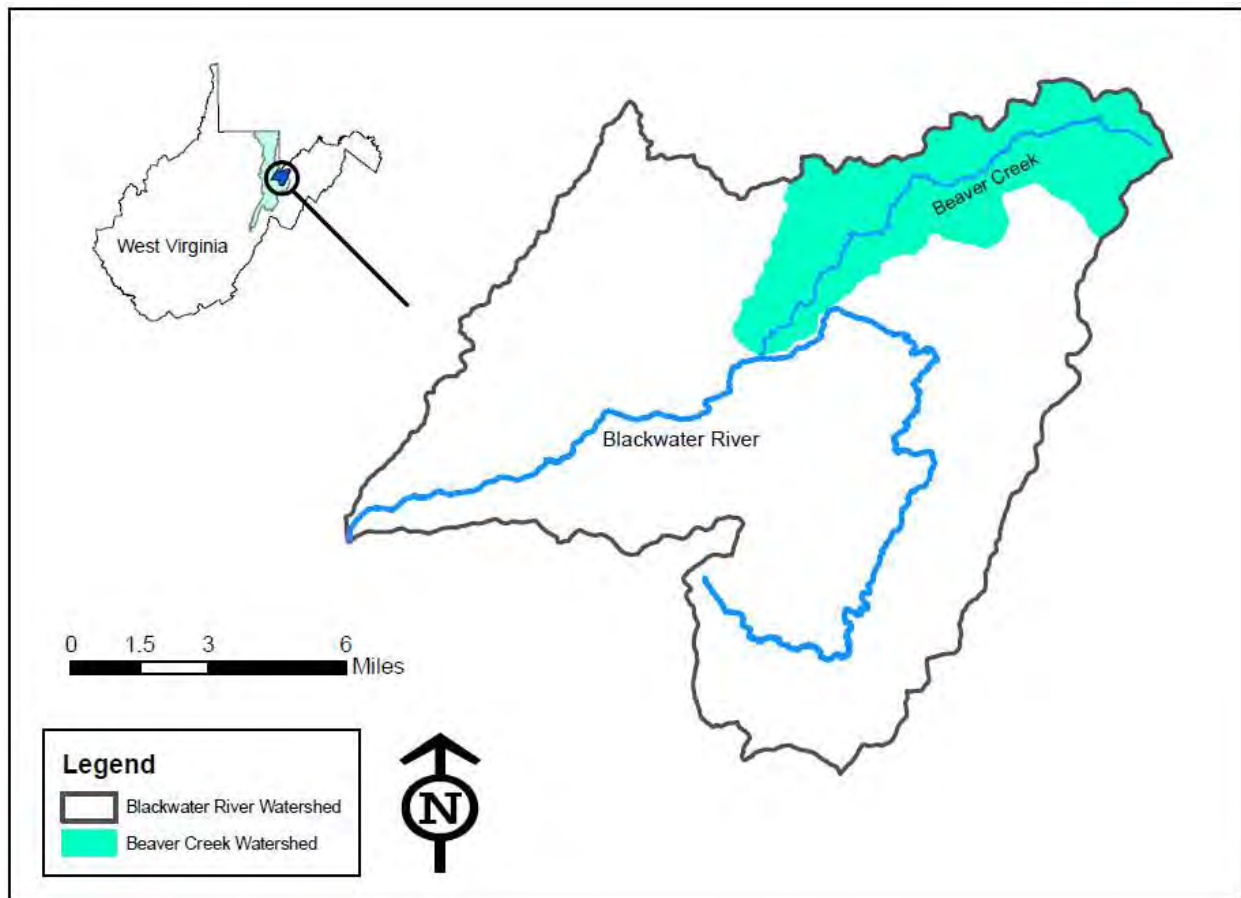 West Virginia
Beaver Creek
Blackwater River
0 1.5 3 6
Miles
Legend
Blackwater River Watershed
Beaver Creek Watershed
N